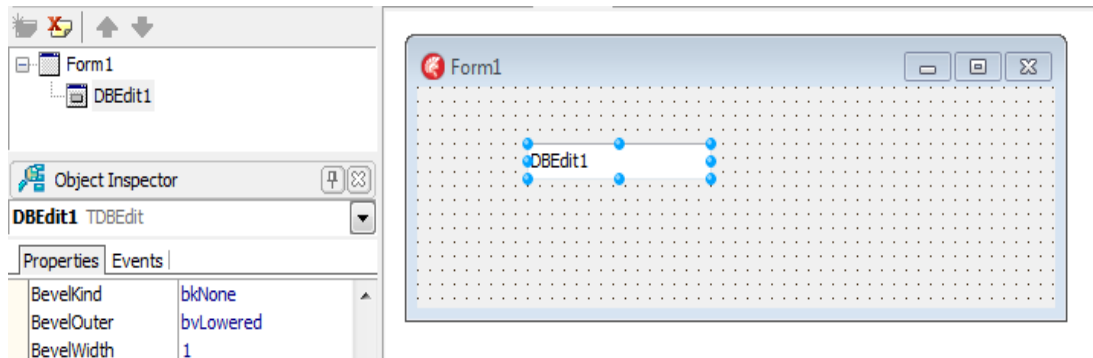 Form1
DBEdit1
Object Inspector
DBEdit1 TDBEdit
Properties Events
BevelKind bkNone
BevelOuter bvLowered
BevelWidth 1
Form1
DBEdit1